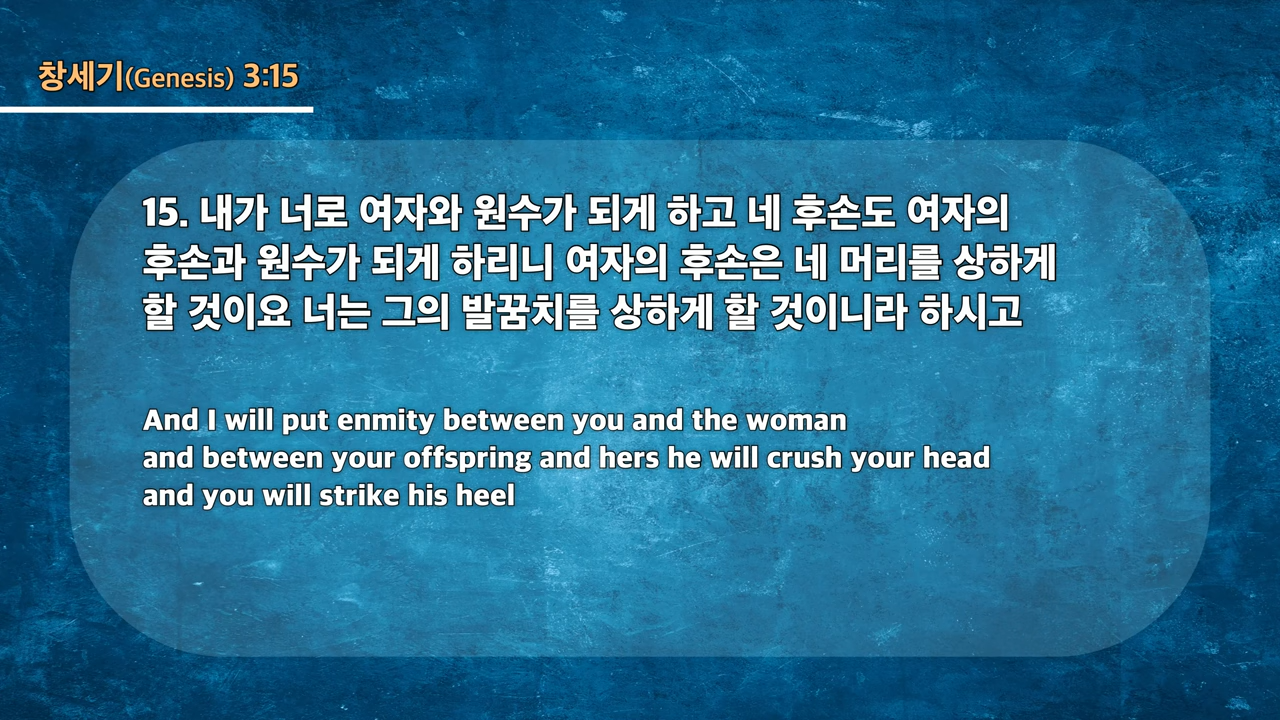 창세기(Genesis) 3:15
15. 내가 너로 여자와 원수가 되게 하고 네 후손도 여자의
후손과 원수가 되게 하리니 여자의 후손은 네 머리를 상하게
할 것이요 너는 그의 발꿈치를 상하게 할 것이니라 하시고
And I will put enmity between you and the woman
and between your offspring and hers he will crush your head
and you will strike his heel